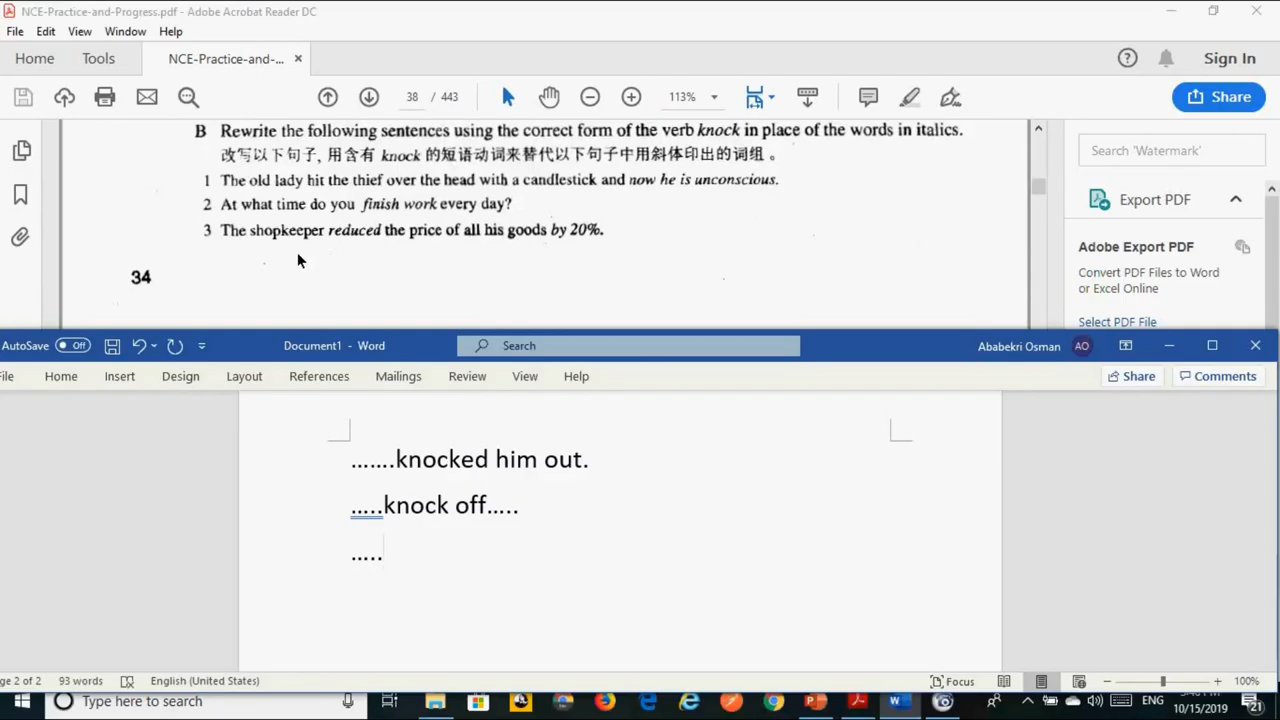 NCE-Practice-and-Progress.pdf - Adobe Acrobat Reader DC
File Edit View Window Help
Home Tools NCE-Practice-and-... × Sign In
38 / 443 113% Share
B Rewrite the following sentences using the correct form of the verb knock in place of the words in italics.
改写以下句子, 用含有 knock 的短语动词来替代以下句子中用斜体印出的词组。
1 The old lady hit the thief over the head with a candlestick and now he is unconscious.
2 At what time do you finish work every day?
3 The shopkeeper reduced the price of all his goods by 20%.
34
Search 'Watermark'
Export PDF
Adobe Export PDF
Convert PDF Files to Word
or Excel Online
Select PDF File
AutoSave Off Document1 - Word Search Ababekri Osman AO
File Home Insert Design Layout References Mailings Review View Help Share Comments
…….knocked him out.
…..knock off…..
…..
ge 2 of 2 93 words English (United States) Focus 100%
Type here to search ENG
10/15/2019 21